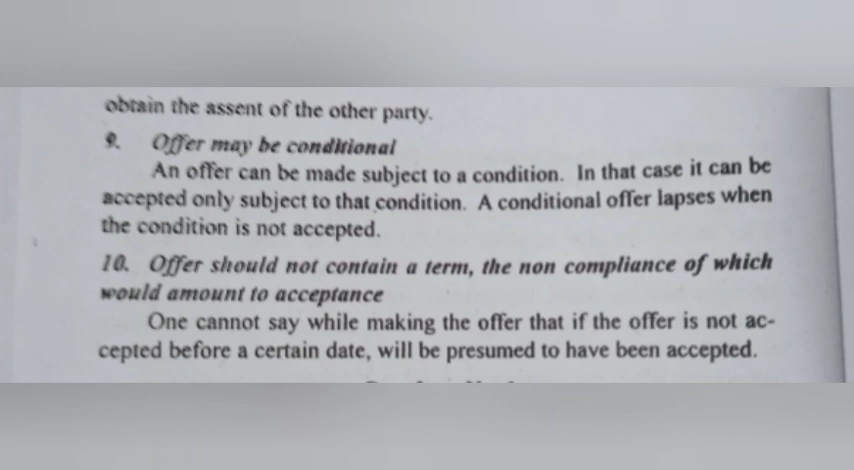 obtain the assent of the other party.
9. Offer may be conditional
An offer can be made subject to a condition. In that case it can be
accepted only subject to that condition. A conditional offer lapses when
the condition is not accepted.
10. Offer should not contain a term, the non compliance of which
would amount to acceptance
One cannot say while making the offer that if the offer is not ac-
cepted before a certain date, will be presumed to have been accepted.